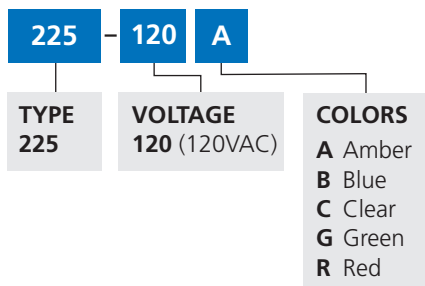 225 - 120 A
TYPE
225
VOLTAGE
120 (120VAC)
COLORS
A Amber
B Blue
C Clear
G Green
R Red